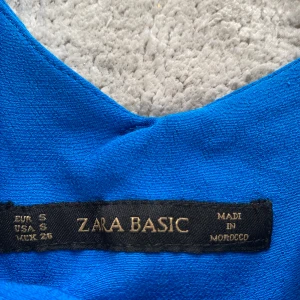 EUR S
USA S
MEX 26
ZARA BASIC
MADE
IN
MOROCCO